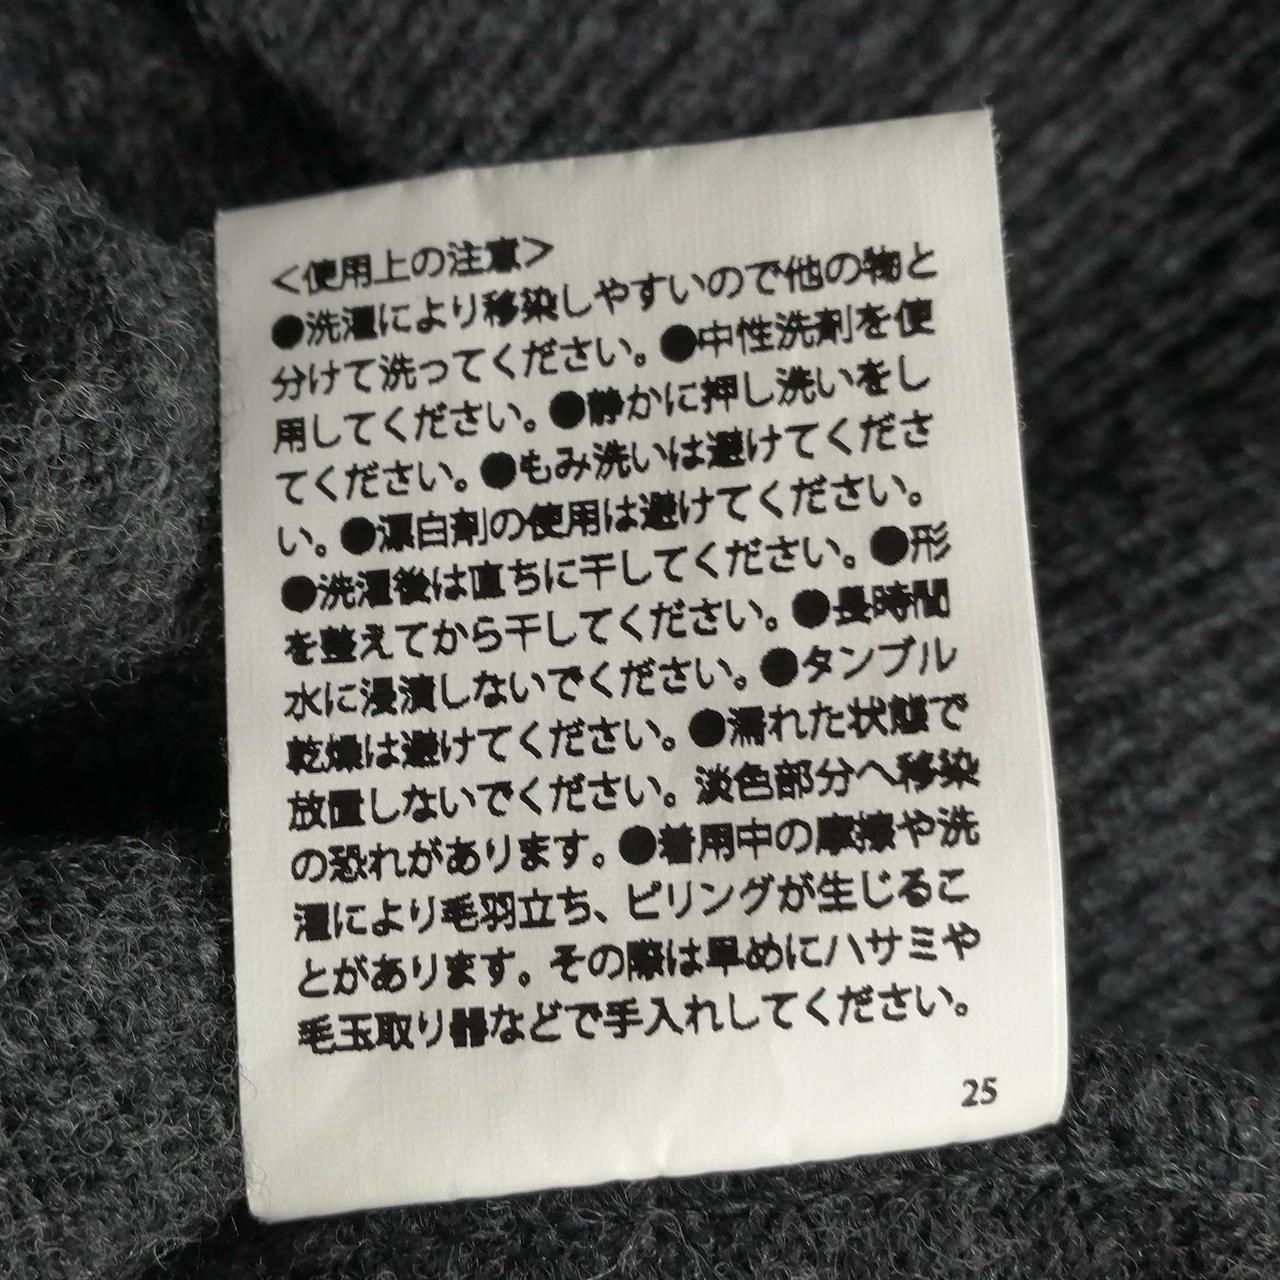 <使用上の注意>
●洗濯により移染しやすいので他の物と
分けて洗ってください。●中性洗剤を使
用してください。●静かに押し洗いをし
てください。●もみ洗いは避けてくださ
い。●漂白剤の使用は避けてください。
●洗濯後は直ちに干してください。●形
を整えてから干してください。●長時間
水に浸漬しないでください。●タンブル
乾燥は避けてください。●濡れた状態で
放置しないでください。淡色部分へ移染
の恐れがあります。●着用中の摩擦や洗
濯により毛羽立ち、ピリングが生じるこ
とがあります。その際は早めにハサミや
毛玉取り器などで手入れしてください。
25